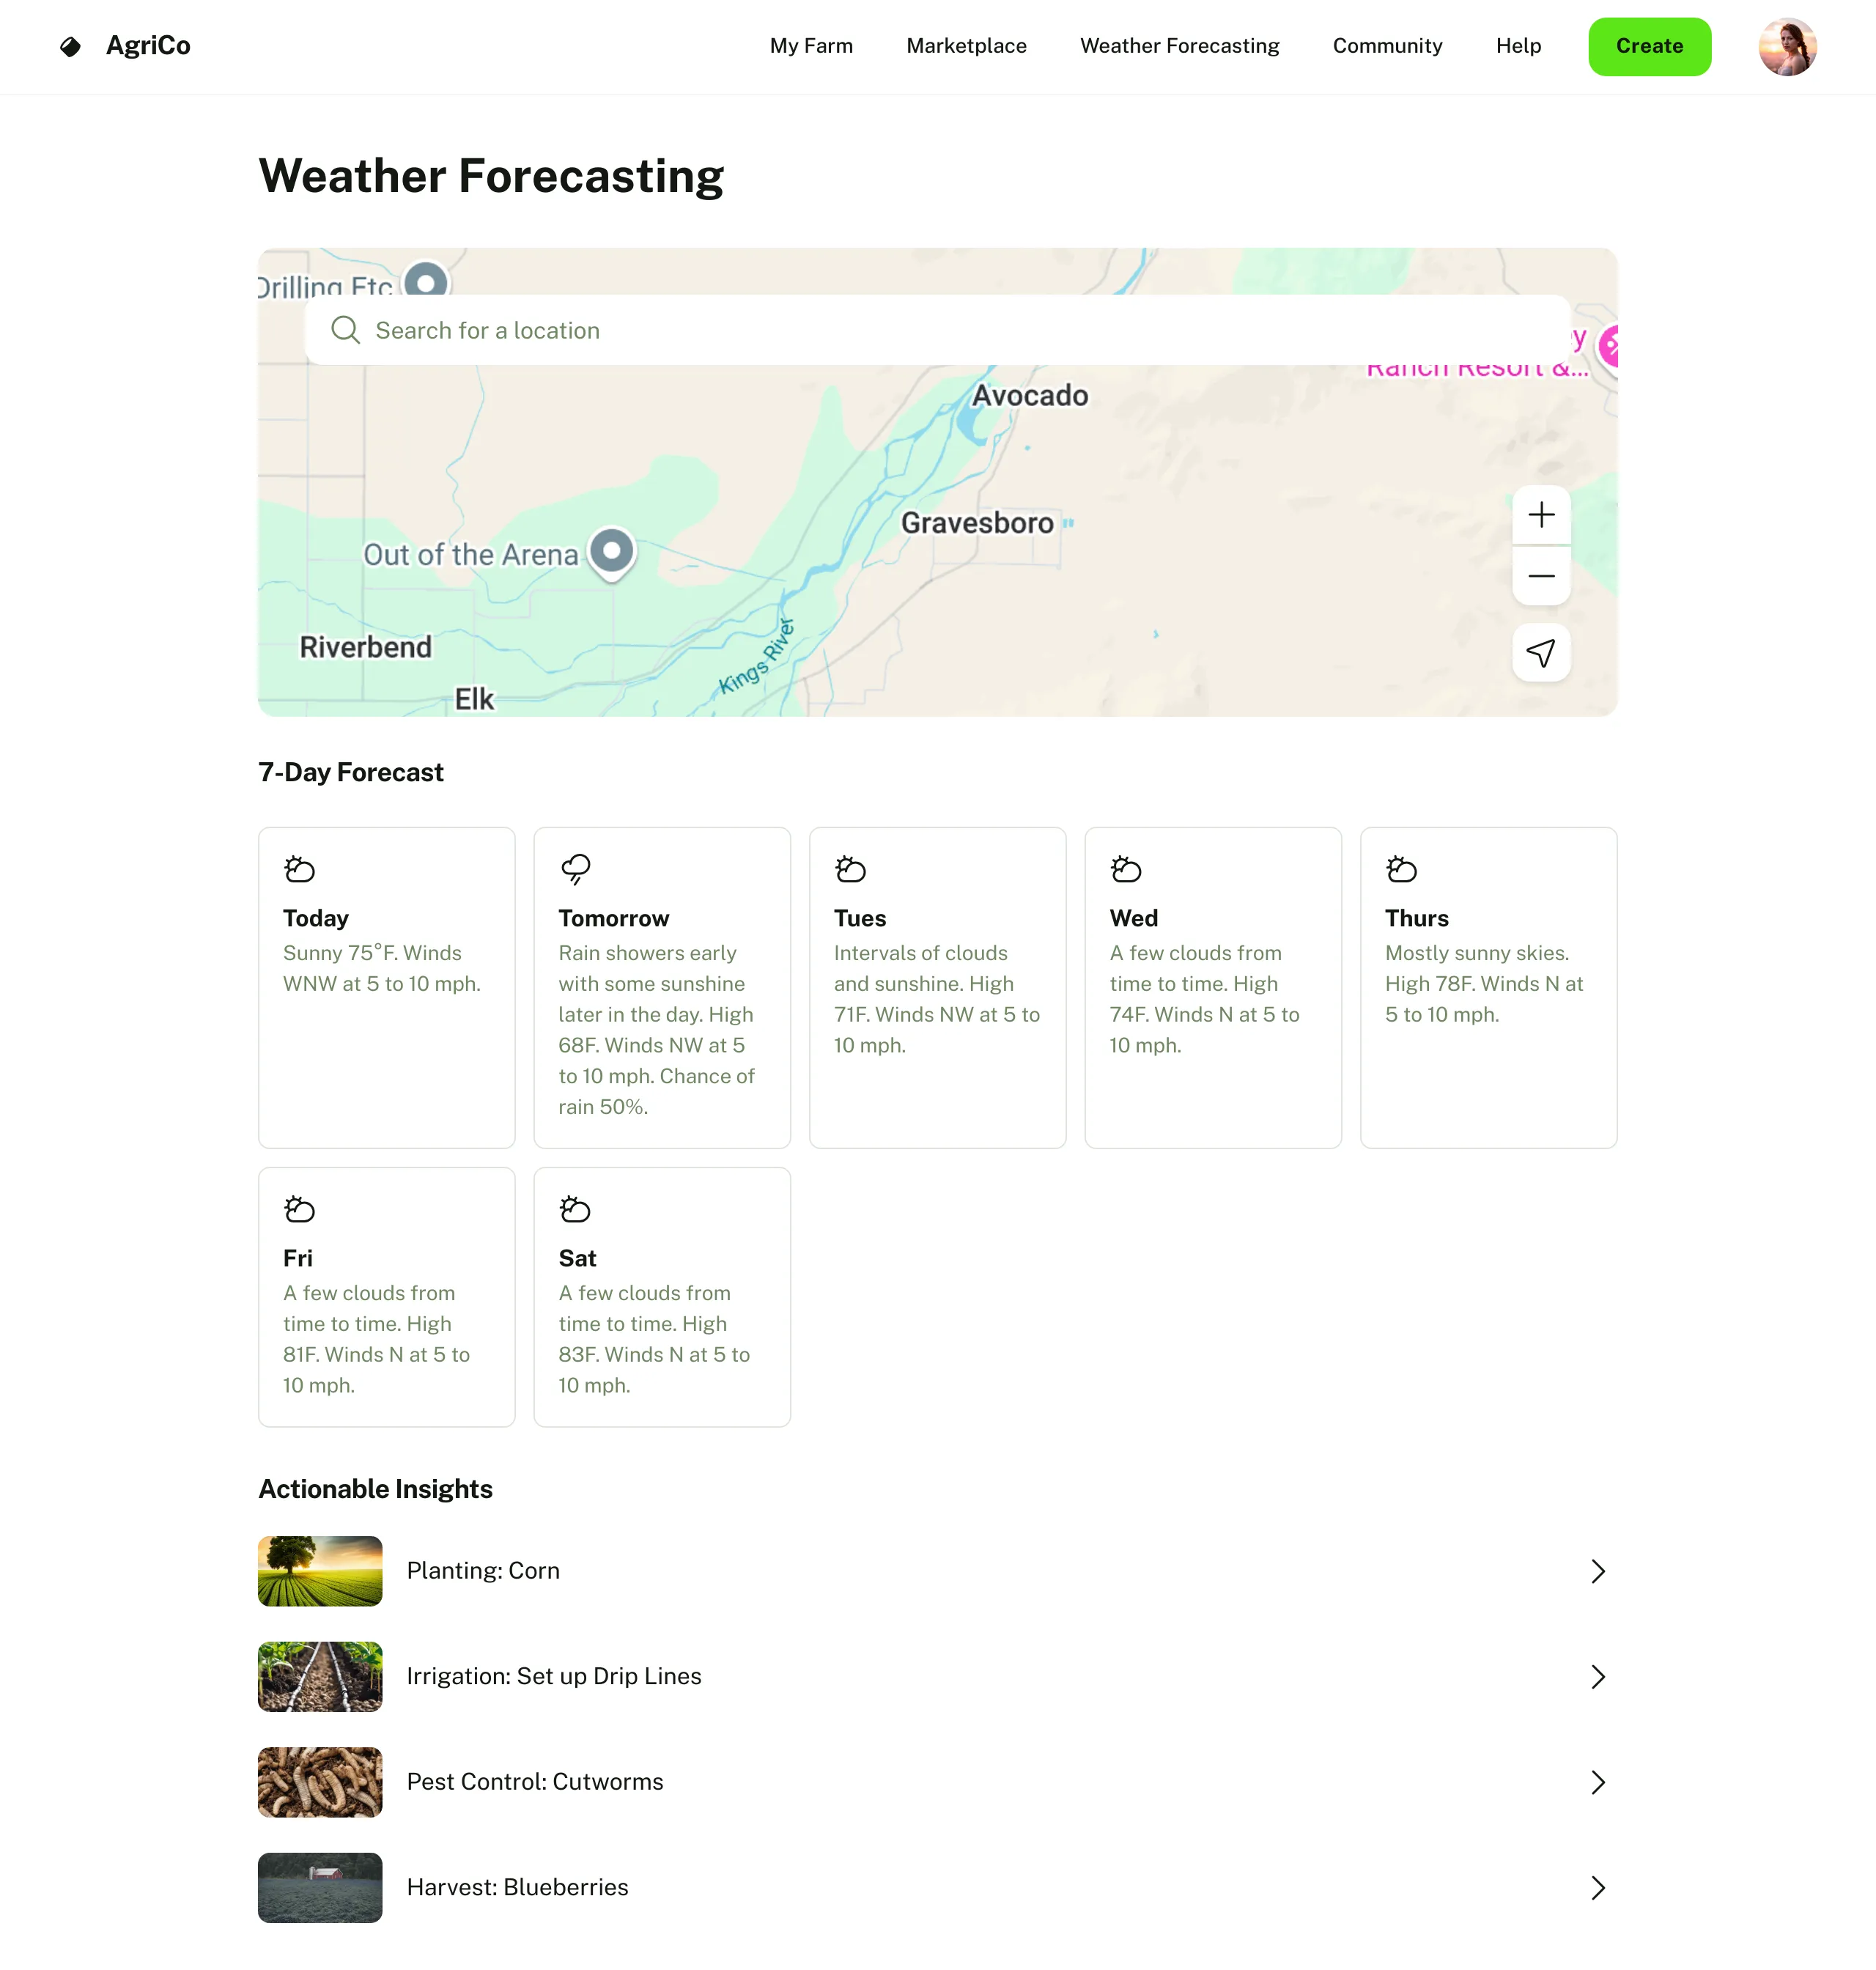 AgriCo
My Farm
Marketplace
Weather Forecasting
Community
Help
Create
Weather Forecasting
Drilling Etc
Search for a location
y
Ranch Resort &...
Avocado
Gravesboro
Out of the Arena
Riverbend
Kings River
Elk
7-Day Forecast
Today
Sunny 75°F. Winds
WNW at 5 to 10 mph.
Tomorrow
Rain showers early
with some sunshine
later in the day. High
68F. Winds NW at 5
to 10 mph. Chance of
rain 50%.
Tues
Intervals of clouds
and sunshine. High
71F. Winds NW at 5 to
10 mph.
Wed
A few clouds from
time to time. High
74F. Winds N at 5 to
10 mph.
Thurs
Mostly sunny skies.
High 78F. Winds N at
5 to 10 mph.
Fri
A few clouds from
time to time. High
81F. Winds N at 5 to
10 mph.
Sat
A few clouds from
time to time. High
83F. Winds N at 5 to
10 mph.
Actionable Insights
Planting: Corn
Irrigation: Set up Drip Lines
Pest Control: Cutworms
Harvest: Blueberries